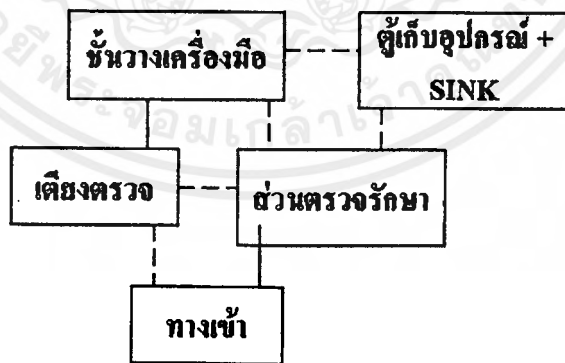 ชั้นวางเครื่องมือ
ตู้เก็บอุปกรณ์ +
SINK
เตียงตรวจ
ส่วนตรวจรักษา
ทางเข้า